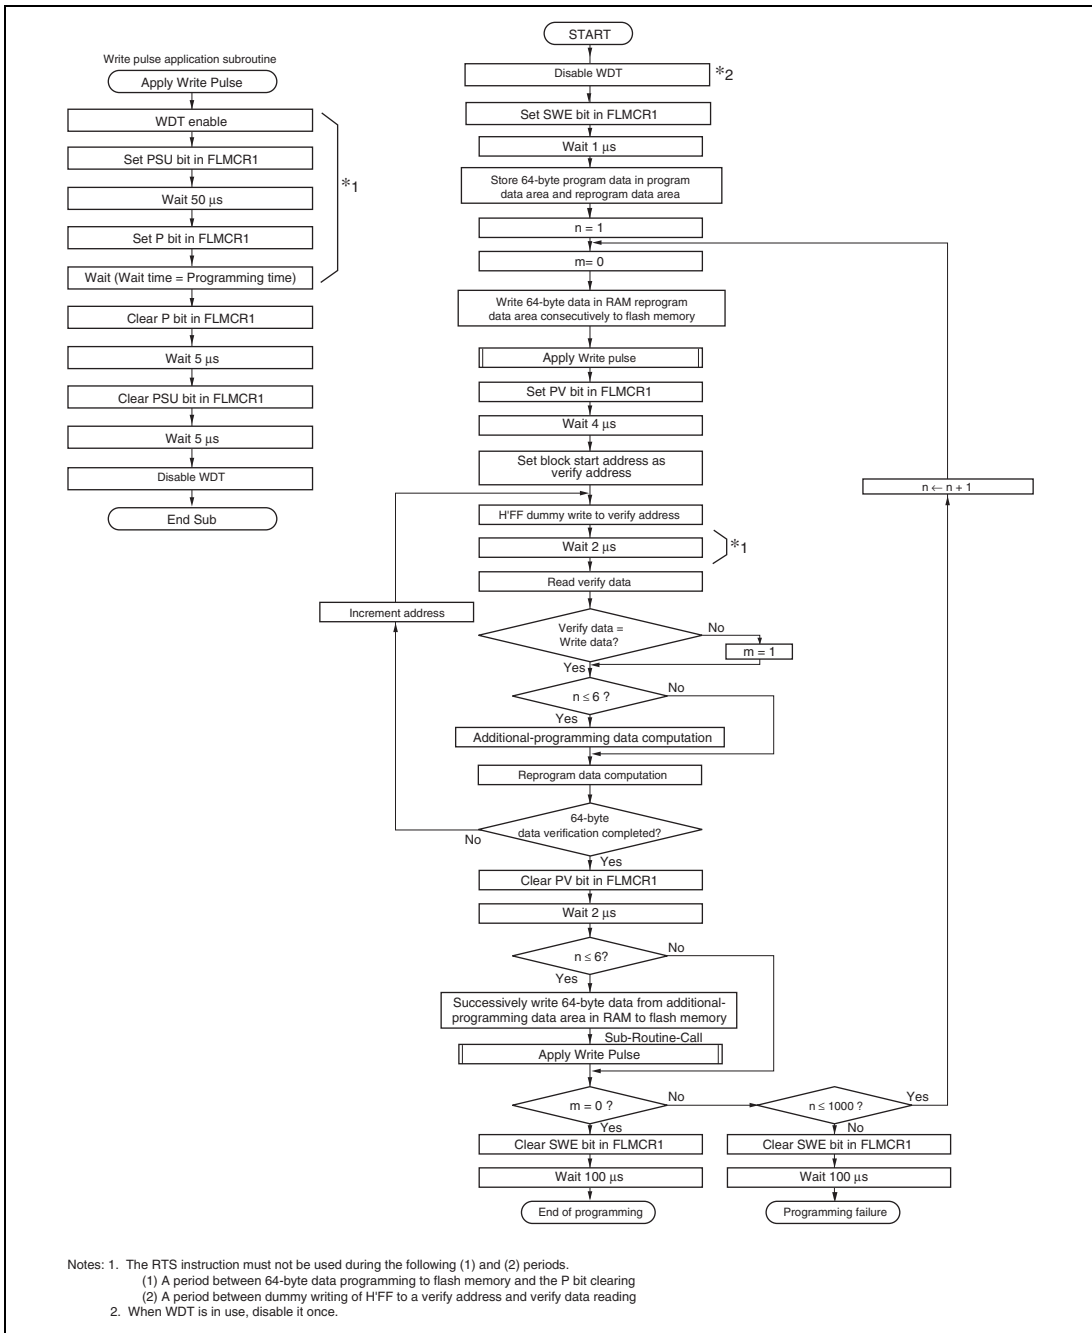 Write pulse application subroutine
Apply Write Pulse
WDT enable
Set PSU bit in FLMCR1
Wait 50 μs
Set P bit in FLMCR1
Wait (Wait time = Programming time)
*1
Clear P bit in FLMCR1
Wait 5 μs
Clear PSU bit in FLMCR1
Wait 5 μs
Disable WDT
End Sub
START
Disable WDT
*2
Set SWE bit in FLMCR1
Wait 1 μs
Store 64-byte program data in program
data area and reprogram data area
n = 1
m= 0
Write 64-byte data in RAM reprogram
data area consecutively to flash memory
Apply Write pulse
Set PV bit in FLMCR1
Wait 4 μs
Set block start address as
verify address
n ← n + 1
H'FF dummy write to verify address
Wait 2 μs
*1
Read verify data
Increment address
Verify data =
Write data?
No
m = 1
Yes
n ≤ 6 ?
No
Yes
Additional-programming data computation
Reprogram data computation
64-byte
data verification completed?
No
Yes
Clear PV bit in FLMCR1
Wait 2 μs
n ≤ 6?
No
Yes
Successively write 64-byte data from additional-
programming data area in RAM to flash memory
Sub-Routine-Call
Apply Write Pulse
m = 0 ?
No
n ≤ 1000 ?
Yes
Yes
No
Clear SWE bit in FLMCR1
Clear SWE bit in FLMCR1
Wait 100 μs
Wait 100 μs
End of programming
Programming failure
Notes: 1. The RTS instruction must not be used during the following (1) and (2) periods.
(1) A period between 64-byte data programming to flash memory and the P bit clearing
(2) A period between dummy writing of H'FF to a verify address and verify data reading
2. When WDT is in use, disable it once.